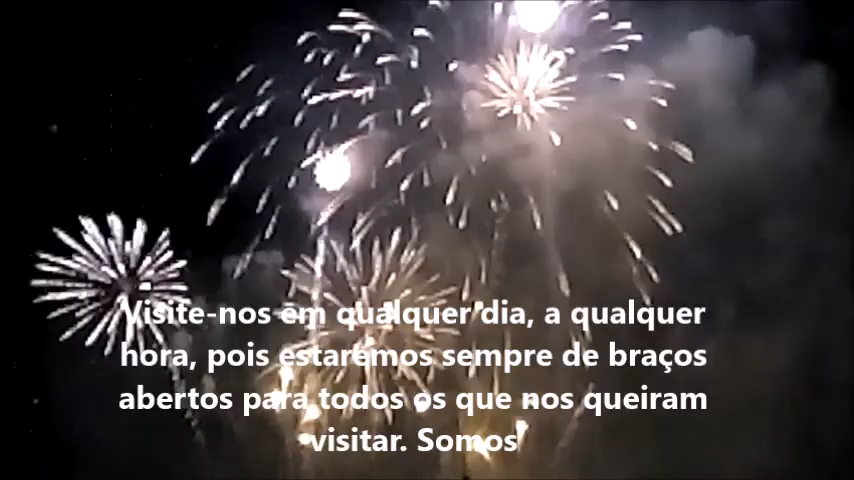 Visite-nos em qualquer dia, a qualquer
hora, pois estaremos sempre de braços
abertos para todos os que nos queiram
visitar. Somos